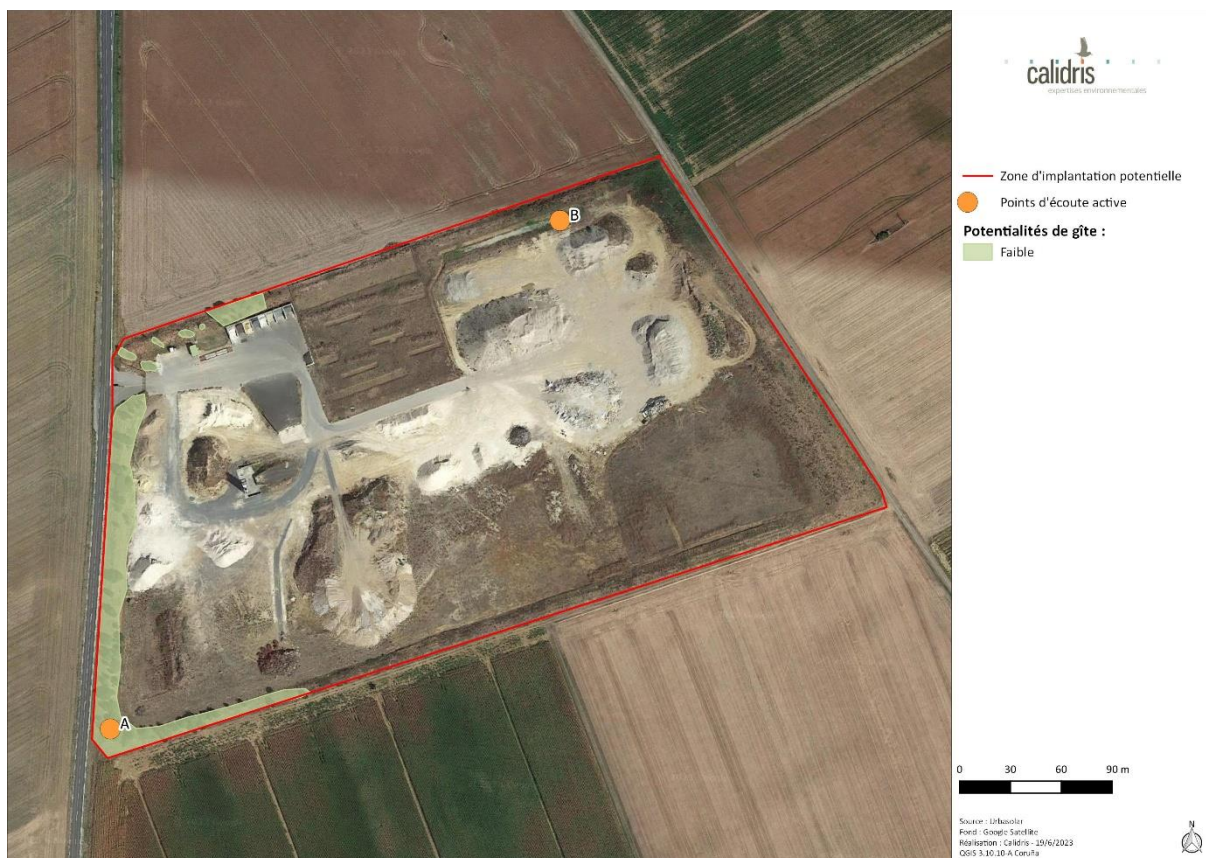 calidris
expertises environnementales
Zone d'implantation potentielle
Points d'écoute active
Potentialités de gîte :
Faible
B
A
0 30 60 90 m
Source : Urbasolar
Fond : Google Satellite
Réalisation : Calidris - 19/6/2023
QGIS 3.10.10-A Coruña
N